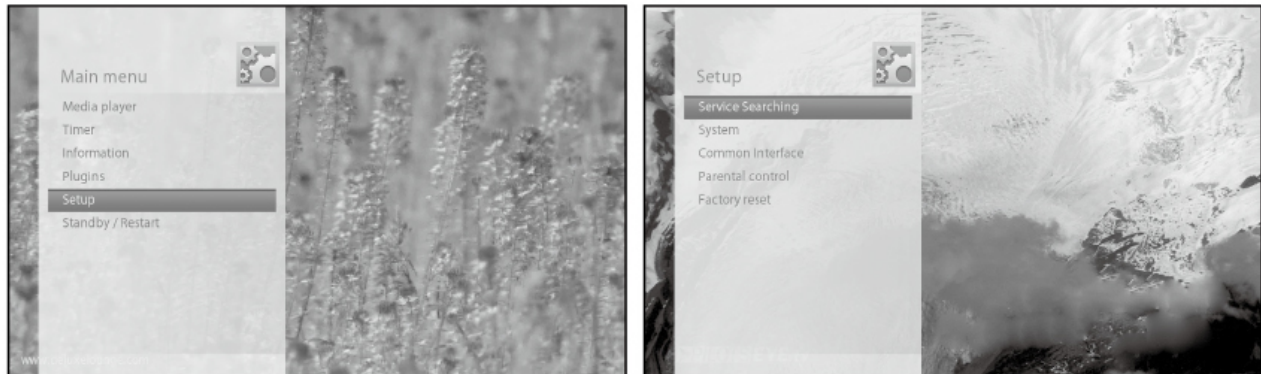 Main menu
Media player
Timer
Information
Plugins
Setup
Standby / Restart
Setup
Service Searching
System
Common Interface
Parental control
Factory reset